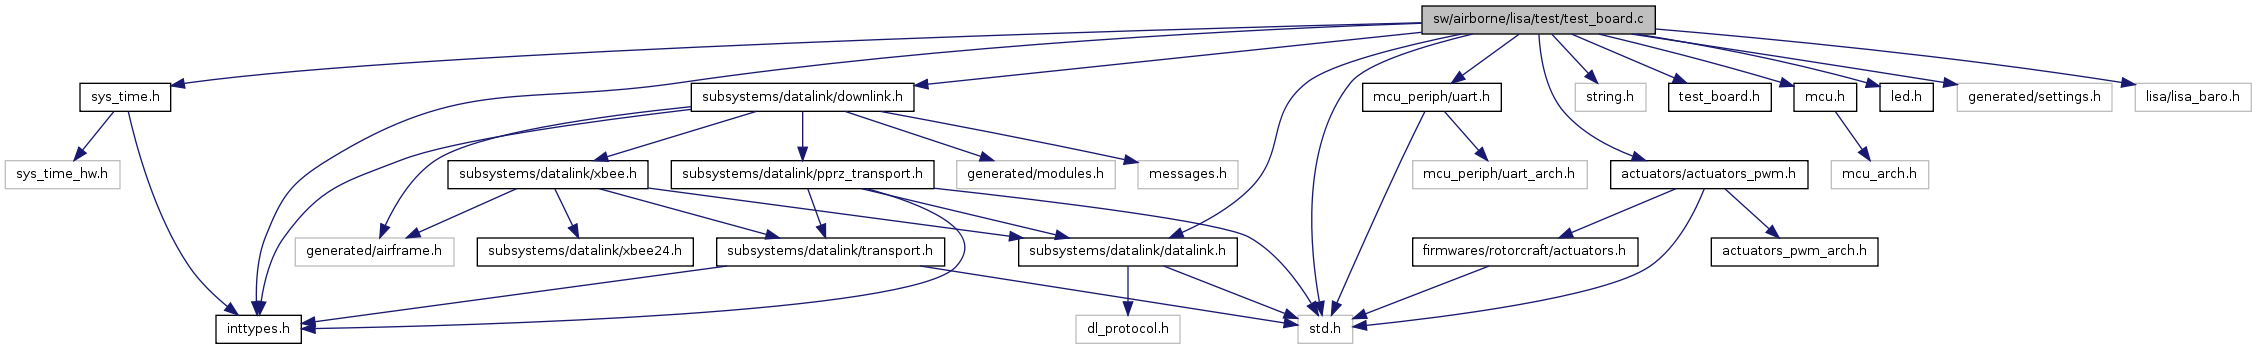 sw/airborne/lisa/test/test_board.c
sys_time.h
subsystems/datalink/downlink.h
mcu_periph/uart.h
string.h
test_board.h
mcu.h
led.h
generated/settings.h
lisa/lisa_baro.h
sys_time_hw.h
subsystems/datalink/xbee.h
subsystems/datalink/pprz_transport.h
generated/modules.h
messages.h
mcu_periph/uart_arch.h
actuators/actuators_pwm.h
mcu_arch.h
generated/airframe.h
subsystems/datalink/xbee24.h
subsystems/datalink/transport.h
subsystems/datalink/datalink.h
firmwares/rotorcraft/actuators.h
actuators_pwm_arch.h
inttypes.h
dl_protocol.h
std.h